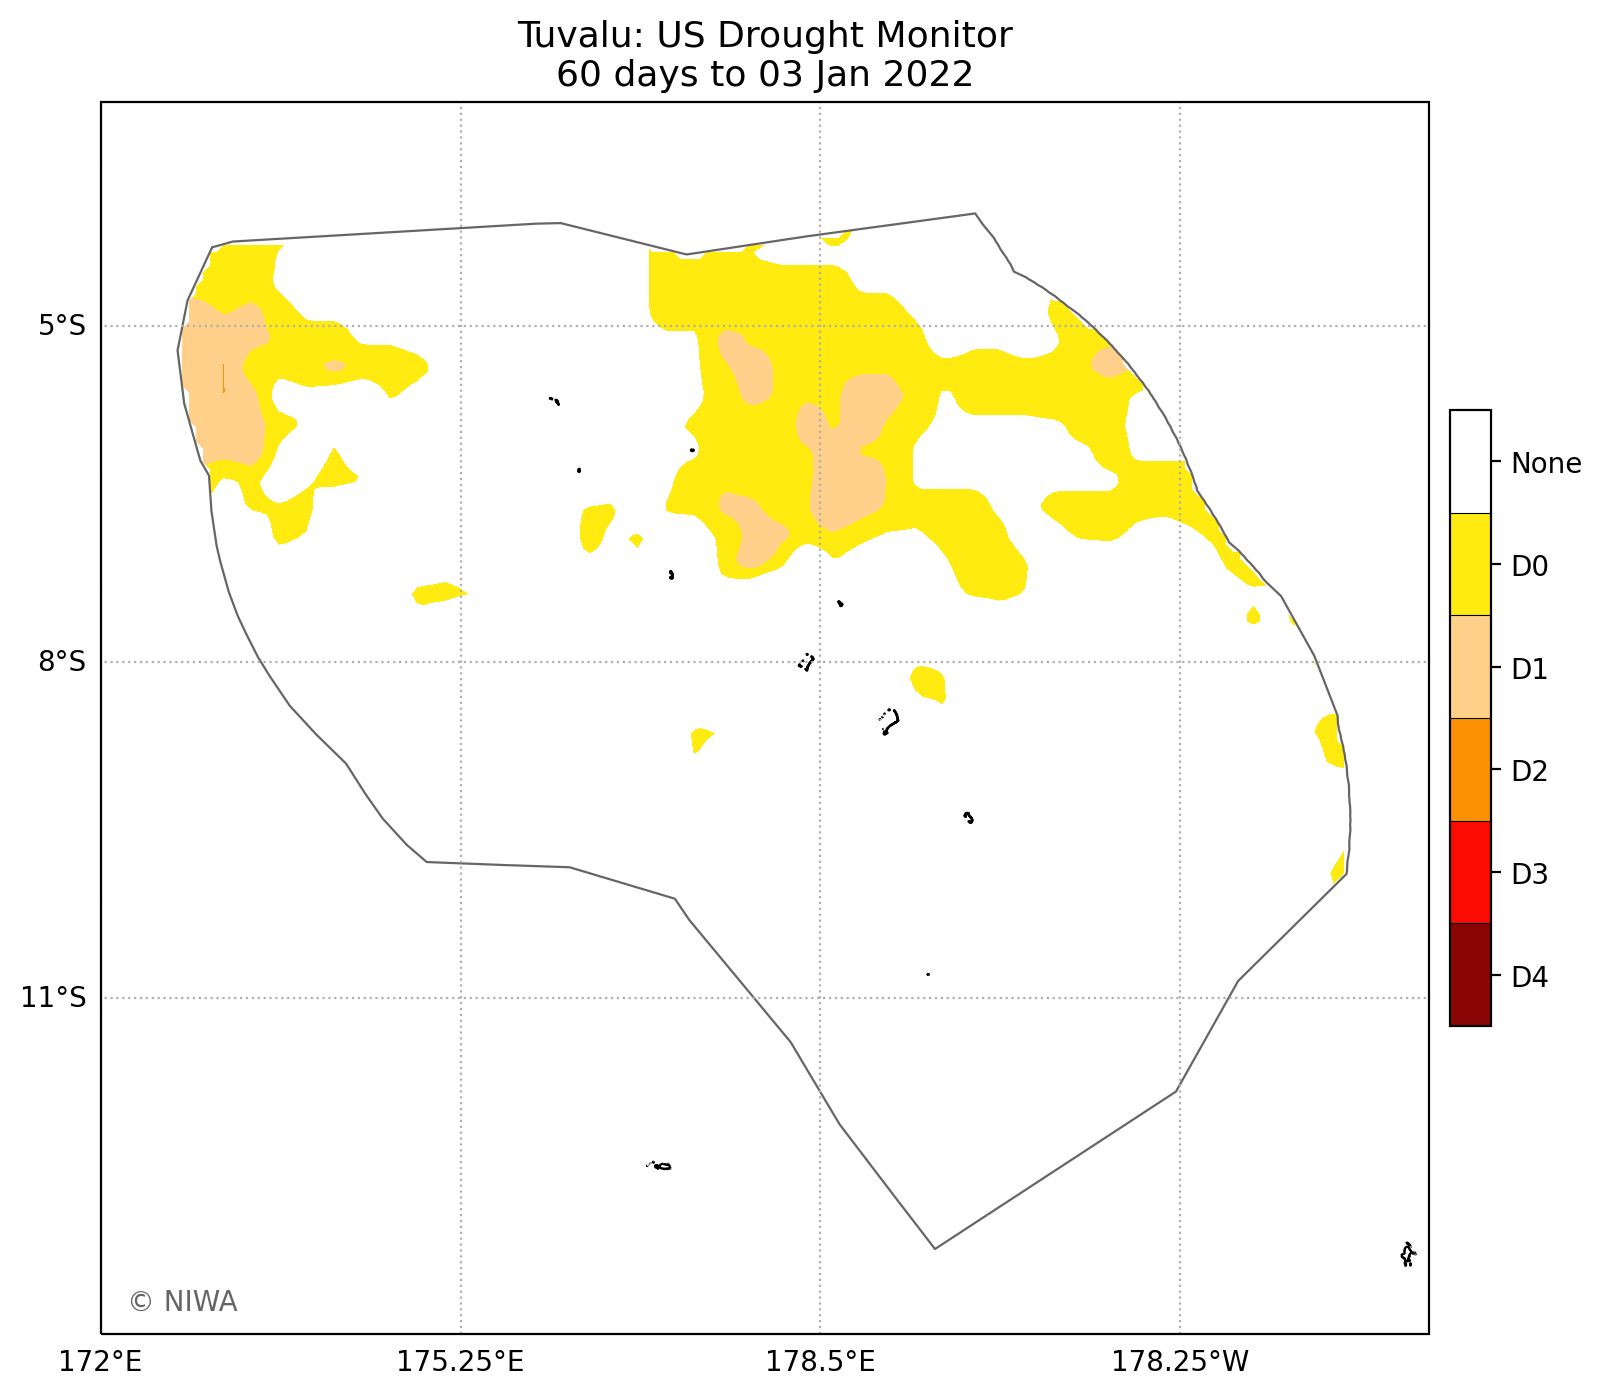 Tuvalu: US Drought Monitor
60 days to 03 Jan 2022
5°S
8°S
11°S
172°E
175.25°E
178.5°E
178.25°W
None
D0
D1
D2
D3
D4
© NIWA